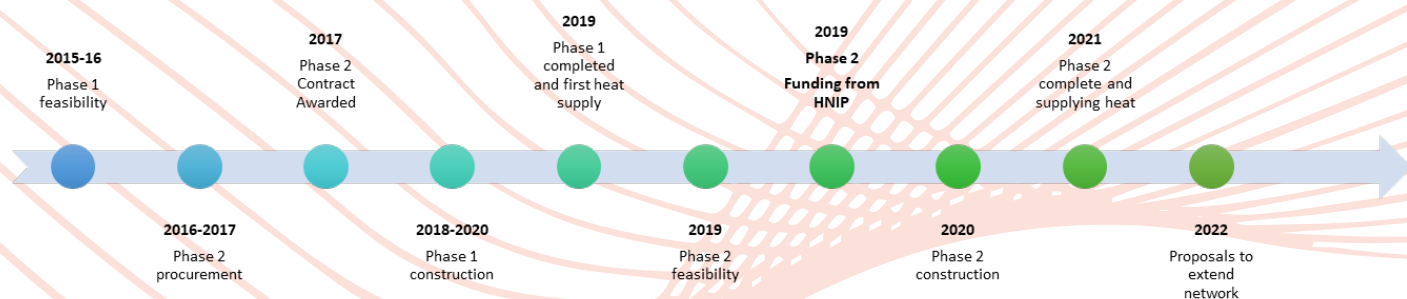 2015-16
Phase 1
feasibility
2016-2017
Phase 2
procurement
2017
Phase 2
Contract
Awarded
2018-2020
Phase 1
construction
2019
Phase 1
completed
and first heat
supply
2019
Phase 2
feasibility
2019
Phase 2
Funding from
HNIP
2020
Phase 2
construction
2021
Phase 2
complete and
supplying heat
2022
Proposals to
extend
network